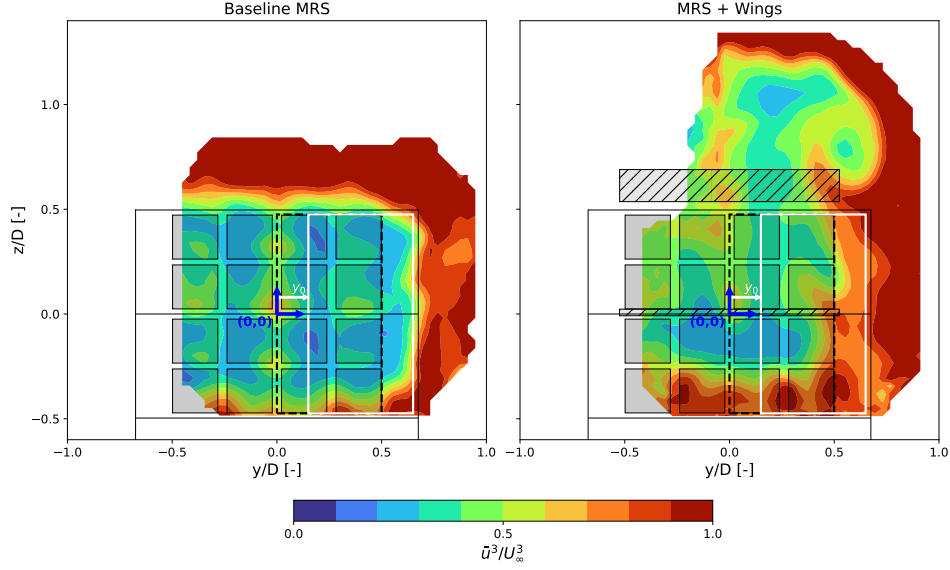 Baseline MRS
MRS + Wings
z/D [-]
1.0
0.5
0.0
−0.5
y₀
(0,0)
y₀
(0,0)
−1.0 −0.5 0.0 0.5 1.0
−1.0 −0.5 0.0 0.5 1.0
y/D [-]
y/D [-]
0.0 0.5 1.0
ū³/U∞³